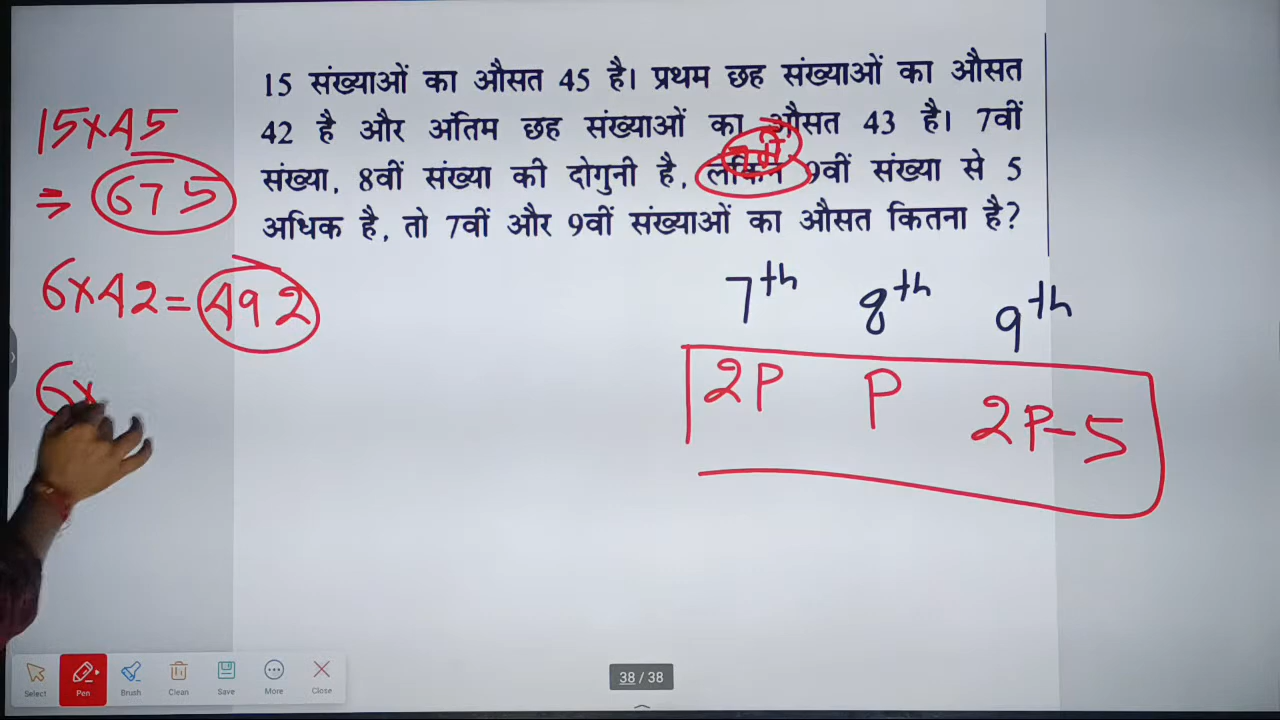 15 संख्याओं का औसत 45 है। प्रथम छह संख्याओं का औसत
42 है और अंतिम छह संख्याओं का औसत 43 है। 7वीं
संख्या, 8वीं संख्या की दोगुनी है, लेकिन 9वीं संख्या से 5
अधिक है, तो 7वीं और 9वीं संख्याओं का औसत कितना है?
7वीं
15×45
⇒ 675
6×42=492
6×
7th 8th 9th
2P P 2P-5
Select Pen Brush Clean Save More Close
38 / 38